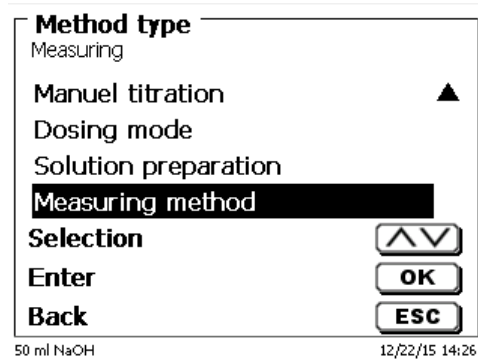 Method type
Measuring
Manuel titration
Dosing mode
Solution preparation
Measuring method
Selection
Enter OK
Back ESC
50 ml NaOH 12/22/15 14:26